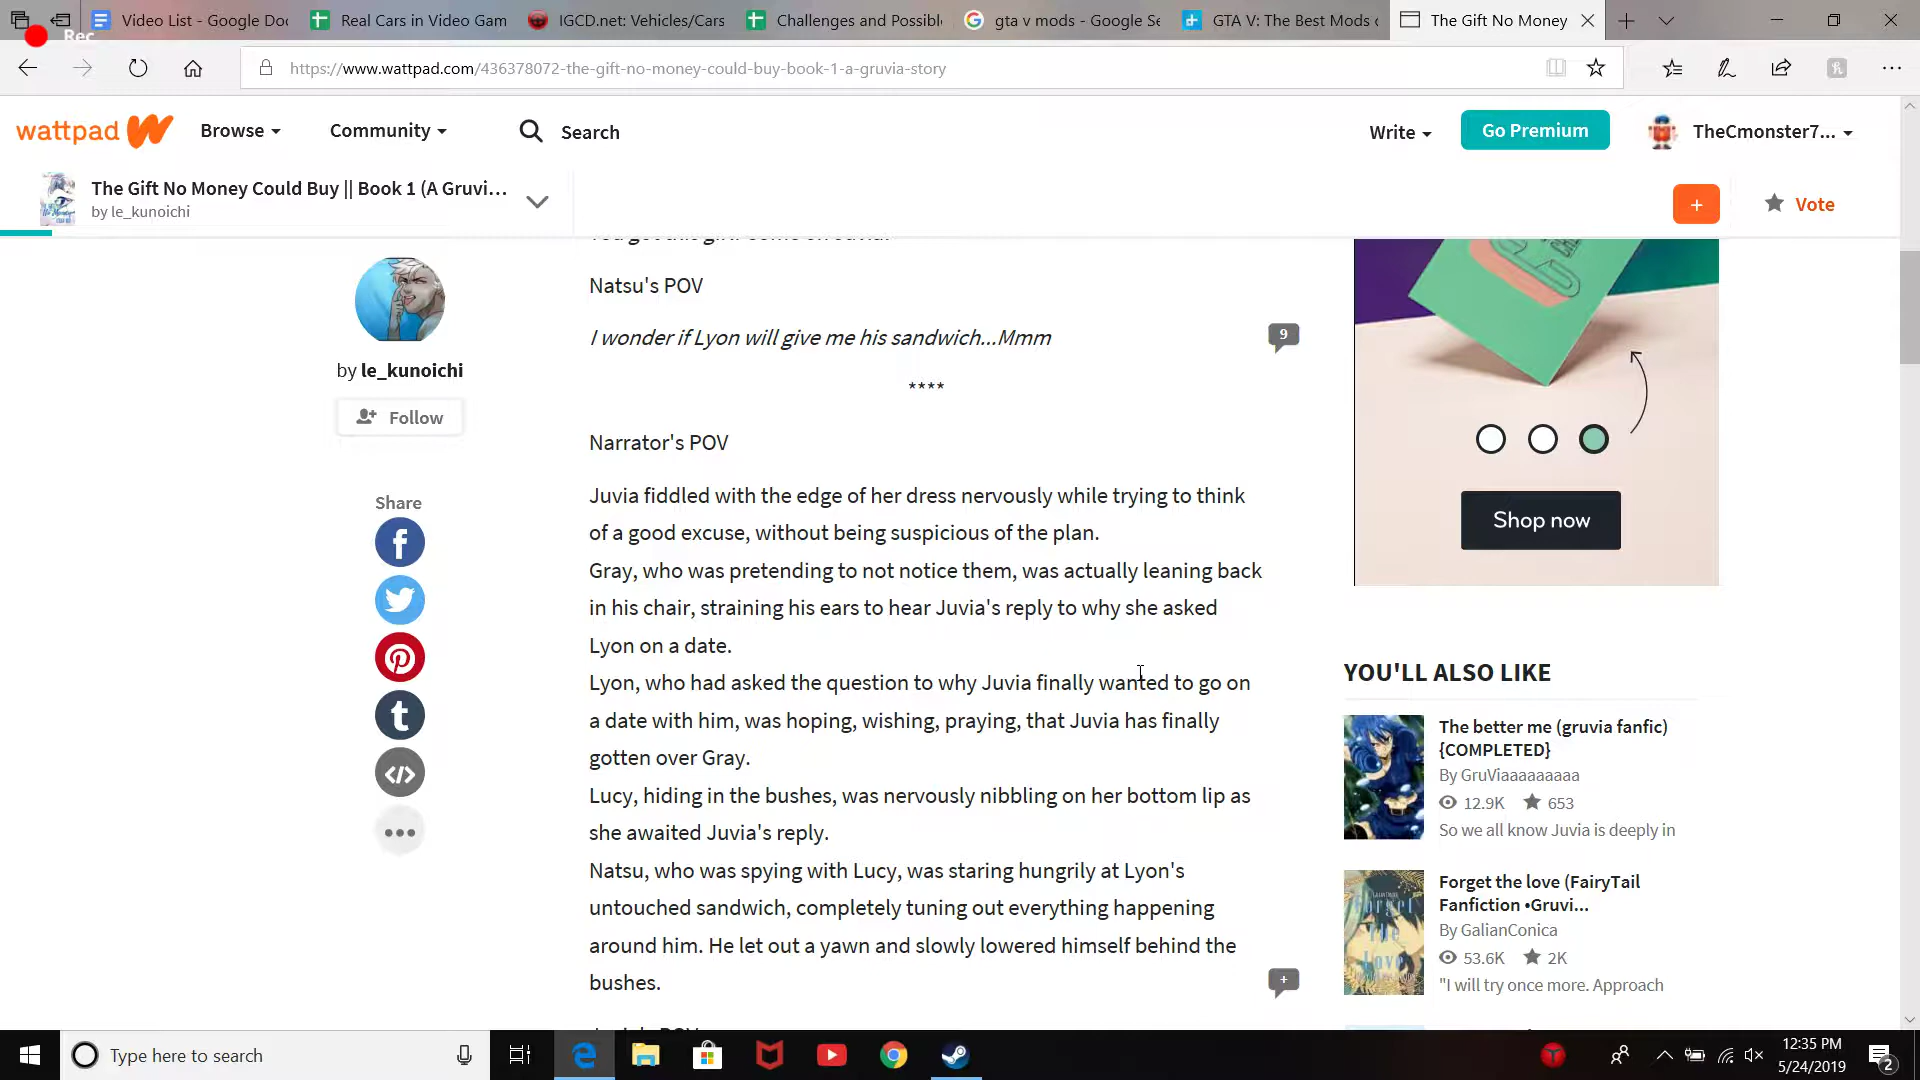 Video List - Google Doc
Real Cars in Video Gam
IGCD.net: Vehicles/Cars
Challenges and Possibl
gta v mods - Google Se
GTA V: The Best Mods
The Gift No Money
Rec
https://www.wattpad.com/436378072-the-gift-no-money-could-buy-book-1-a-gruvia-story
wattpad
Browse
Community
Search
Write
Go Premium
TheCmonster7...
The Gift No Money Could Buy || Book 1 (A Gruvi...
by le_kunoichi
+
Vote
by le_kunoichi
Follow
Share
Natsu's POV
I wonder if Lyon will give me his sandwich...Mmm
9
****
Narrator's POV
Juvia fiddled with the edge of her dress nervously while trying to think
of a good excuse, without being suspicious of the plan.
Gray, who was pretending to not notice them, was actually leaning back
in his chair, straining his ears to hear Juvia's reply to why she asked
Lyon on a date.
Lyon, who had asked the question to why Juvia finally wanted to go on
a date with him, was hoping, wishing, praying, that Juvia has finally
gotten over Gray.
Lucy, hiding in the bushes, was nervously nibbling on her bottom lip as
she awaited Juvia's reply.
Natsu, who was spying with Lucy, was staring hungrily at Lyon's
untouched sandwich, completely tuning out everything happening
around him. He let out a yawn and slowly lowered himself behind the
bushes.
+
Shop now
YOU'LL ALSO LIKE
The better me (gruvia fanfic)
{COMPLETED}
By GruViaaaaaaaaa
12.9K 653
So we all know Juvia is deeply in
Forget the love (FairyTail
Fanfiction •Gruvi...
By GalianConica
53.6K 2K
"I will try once more. Approach
Type here to search
12:35 PM
5/24/2019
2